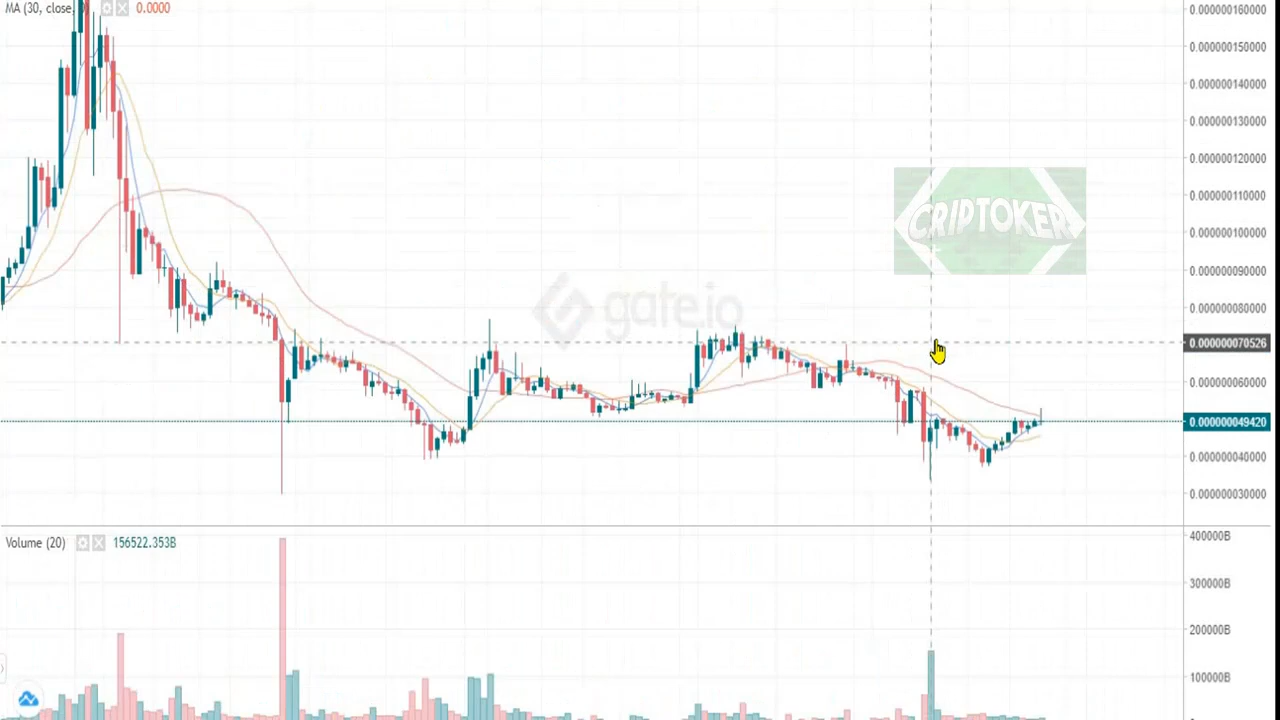 MA (30, close, 0) 0.0000
0.000000160000
0.000000150000
0.000000140000
0.000000130000
0.000000120000
0.000000110000
CRIPTOKER
0.000000100000
0.000000090000
gate.io
0.000000080000
0.000000070526
0.000000060000
0.000000049420
0.000000040000
0.000000030000
Volume (20) 156522.353B
400000B
300000B
200000B
100000B